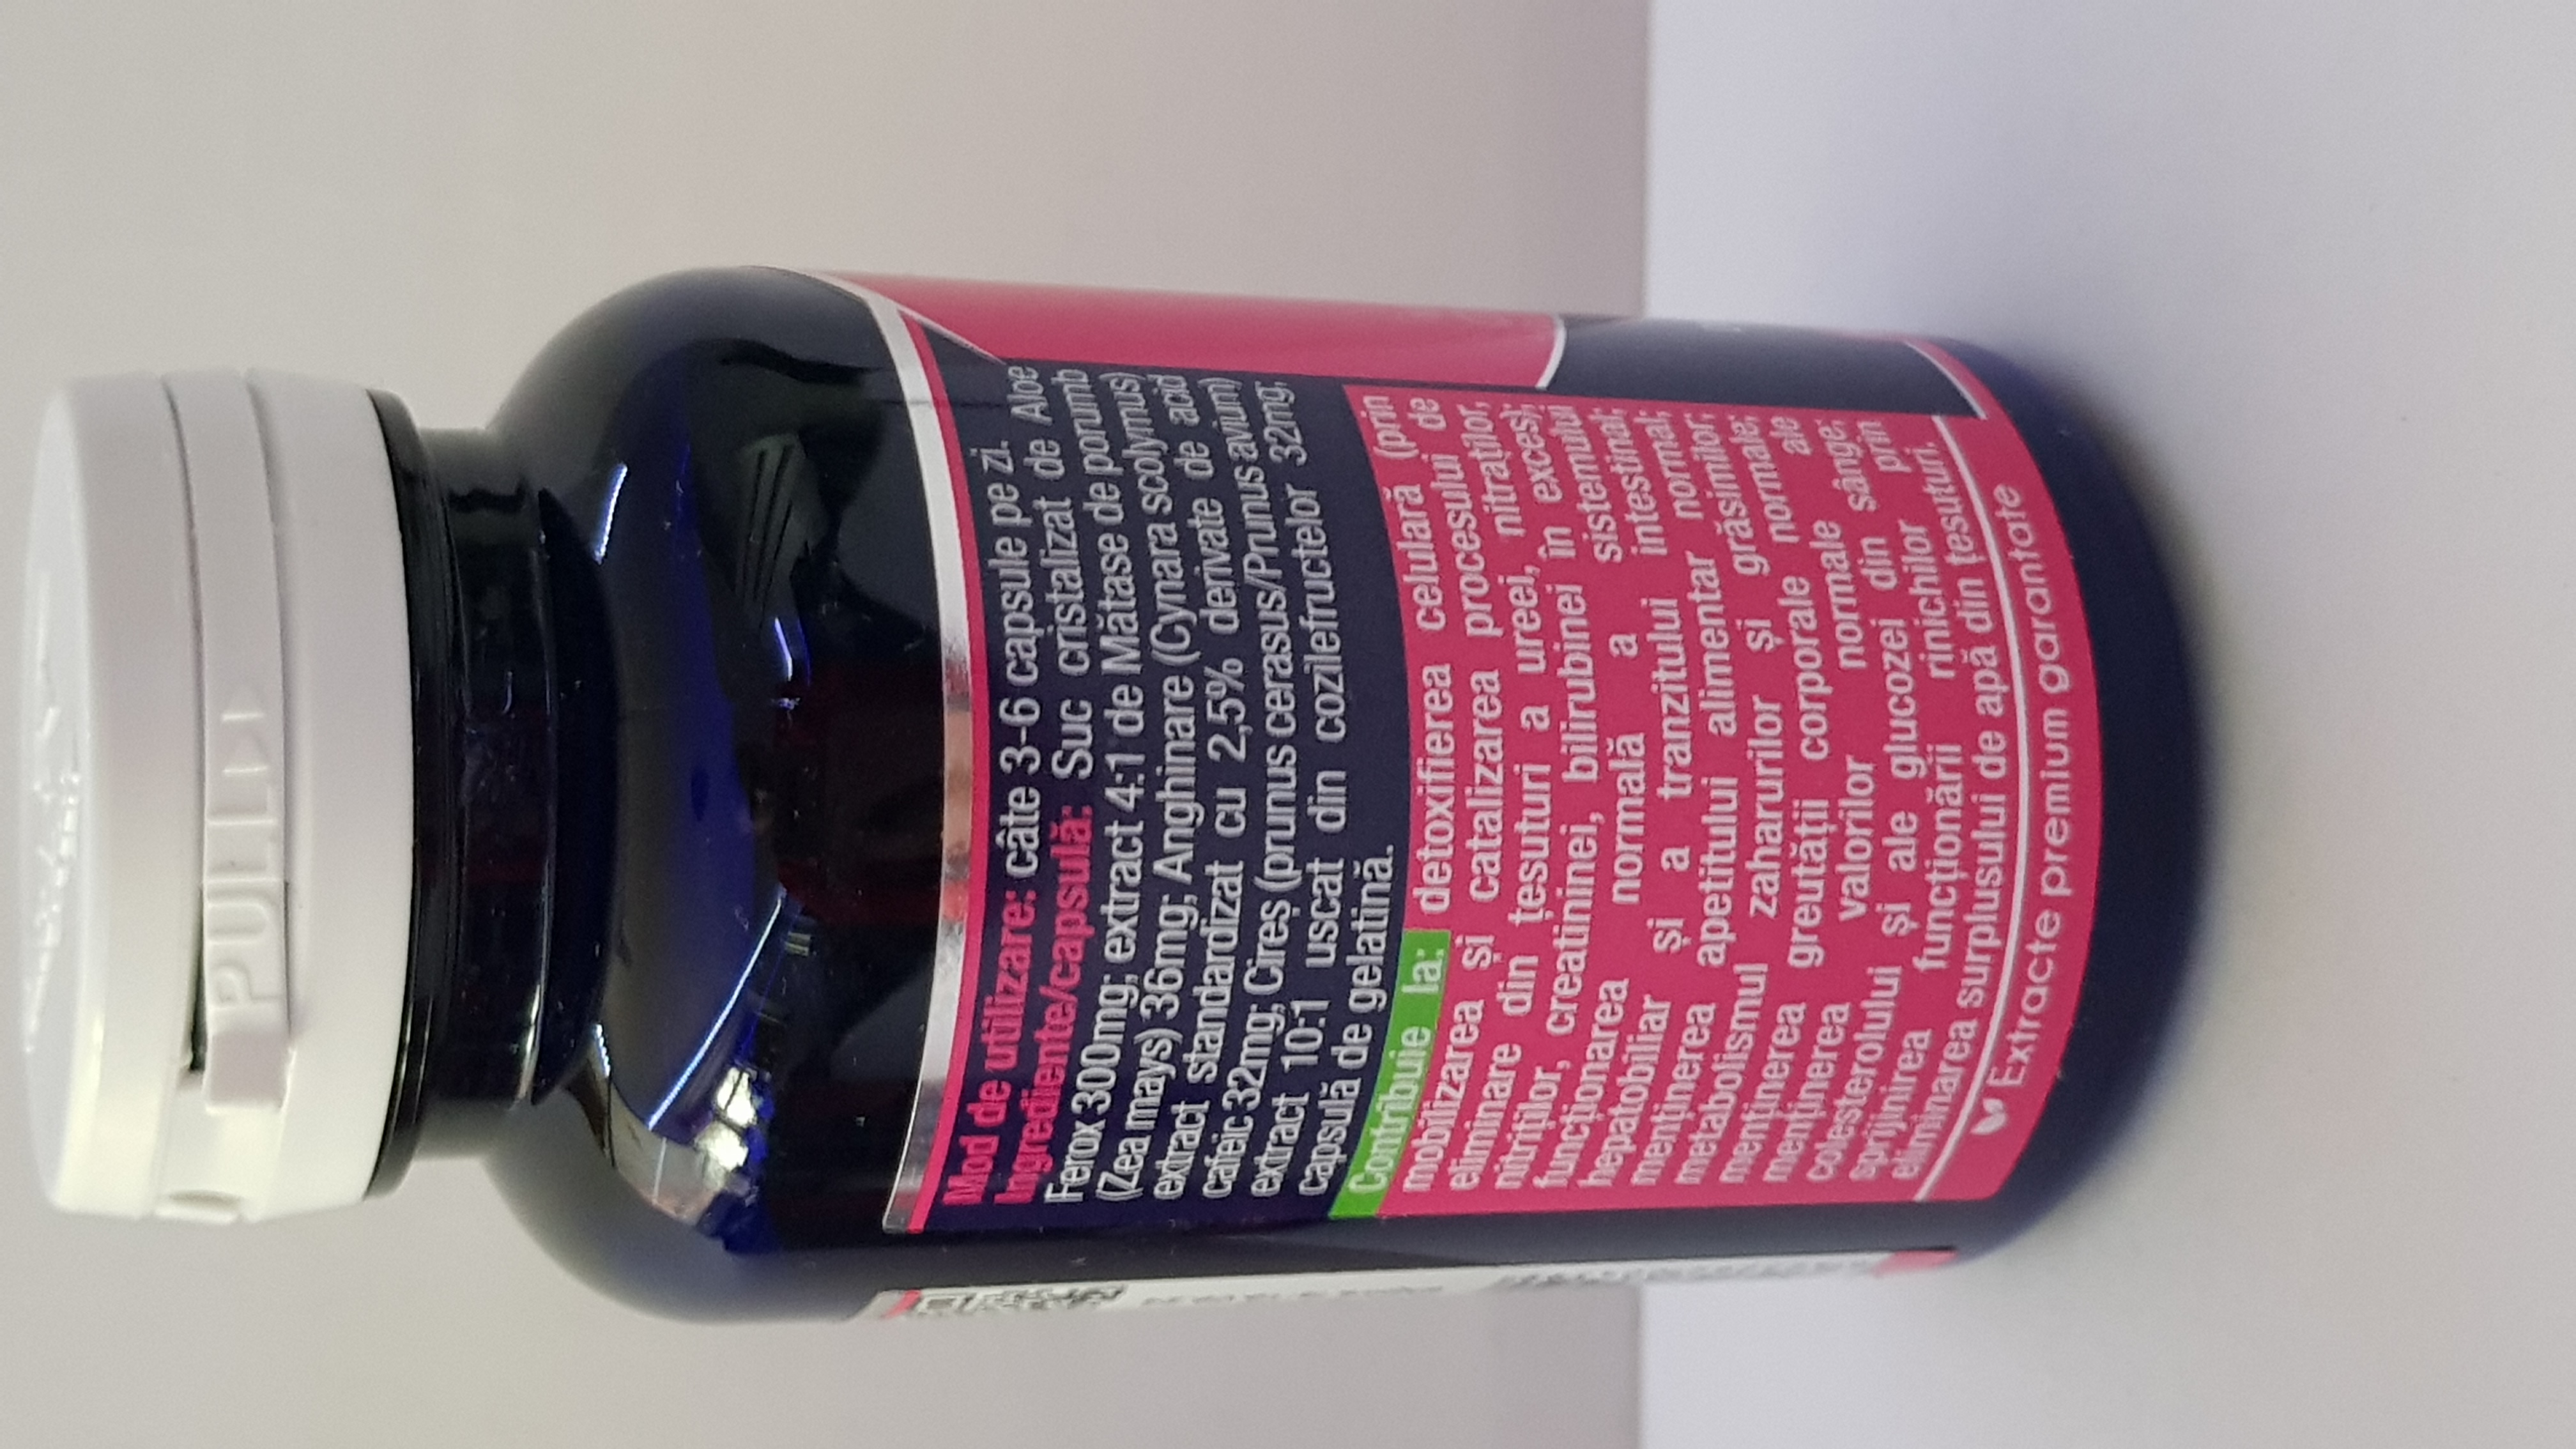 PULL
Mod de utilizare: câte 3-6 capsule pe zi.
Ingrediente/capsulă: Suc cristalizat de Aloe
Ferox 300mg; extract 4:1 de Mătase de porumb
(Zea mays) 36mg; Anghinare (Cynara scolymus)
extract standardizat cu 2,5% derivate de acid
cafeic 32mg; Cireș (prunus cerasus/Prunus avium)
extract 10:1 uscat din cozilefructelor 32mg;
capsulă de gelatină.
Contribuie la: detoxifierea celulară (prin
mobilizarea și catalizarea procesului de
eliminare din țesuturi a ureei, nitraților,
nitriților, creatininei, bilirubinei în exces);
funcționarea normală a sistemului
hepatobiliar și a tranzitului intestinal;
menținerea apetitului alimentar normal;
metabolismul zaharurilor și grăsimilor;
menținerea greutății corporale normale;
menținerea valorilor normale ale
colesterolului și ale glucozei din sânge;
sprijinirea funcționării rinichilor prin
eliminarea surplusului de apă din țesuturi.
Extracte premium garantate